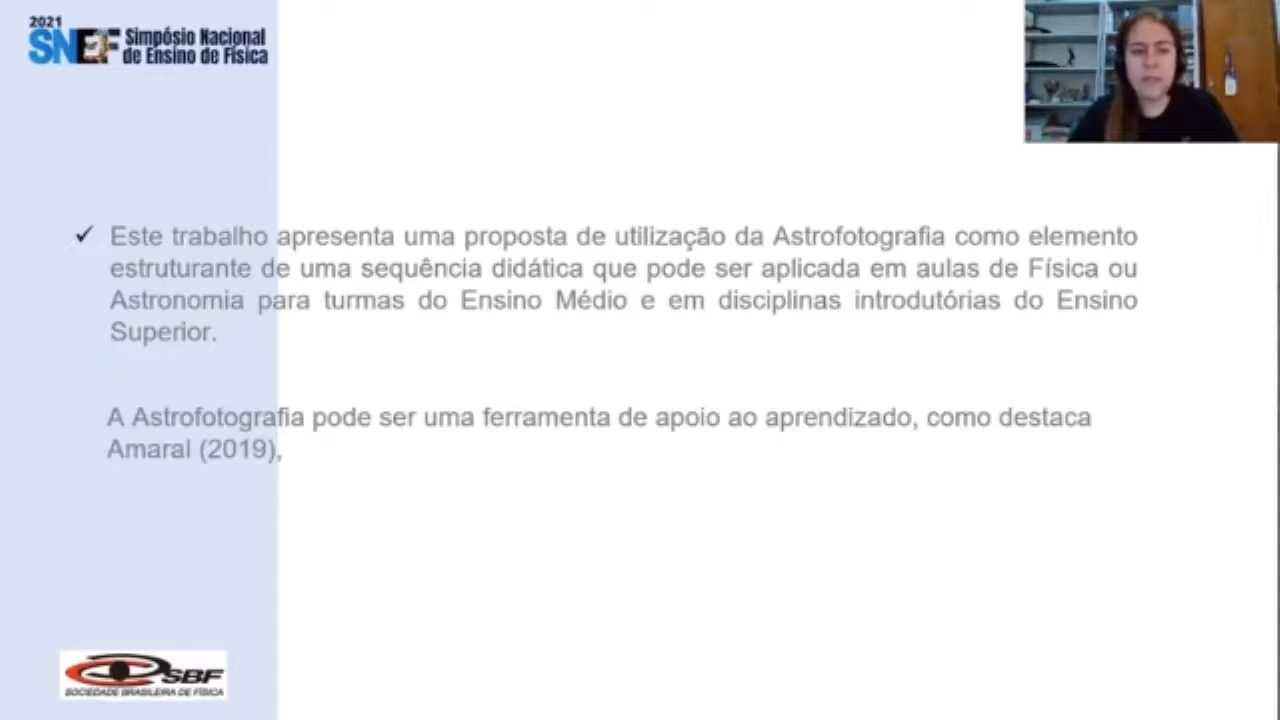 2021
SNEF Simpósio Nacional
de Ensino de Física
Este trabalho apresenta uma proposta de utilização da Astrofotografia como elemento
estruturante de uma sequência didática que pode ser aplicada em aulas de Física ou
Astronomia para turmas do Ensino Médio e em disciplinas introdutórias do Ensino
Superior.
A Astrofotografia pode ser uma ferramenta de apoio ao aprendizado, como destaca
Amaral (2019),
SBF
SOCIEDADE BRASILEIRA DE FÍSICA